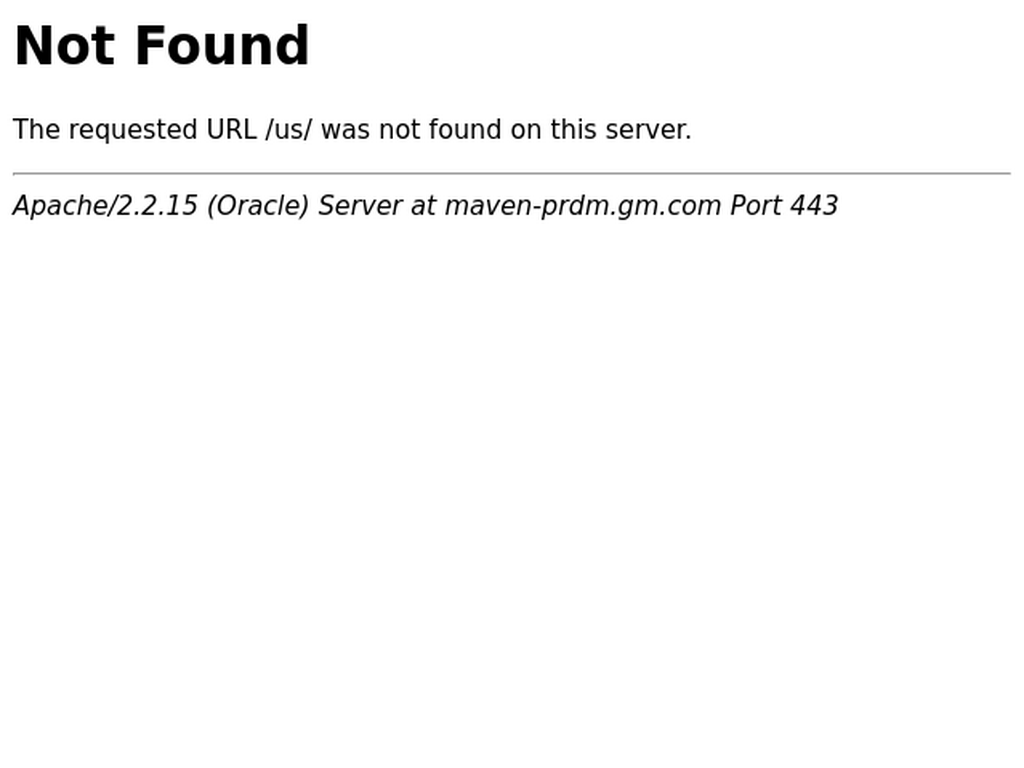 Not Found
The requested URL /us/ was not found on this server.
Apache/2.2.15 (Oracle) Server at maven-prdm.gm.com Port 443